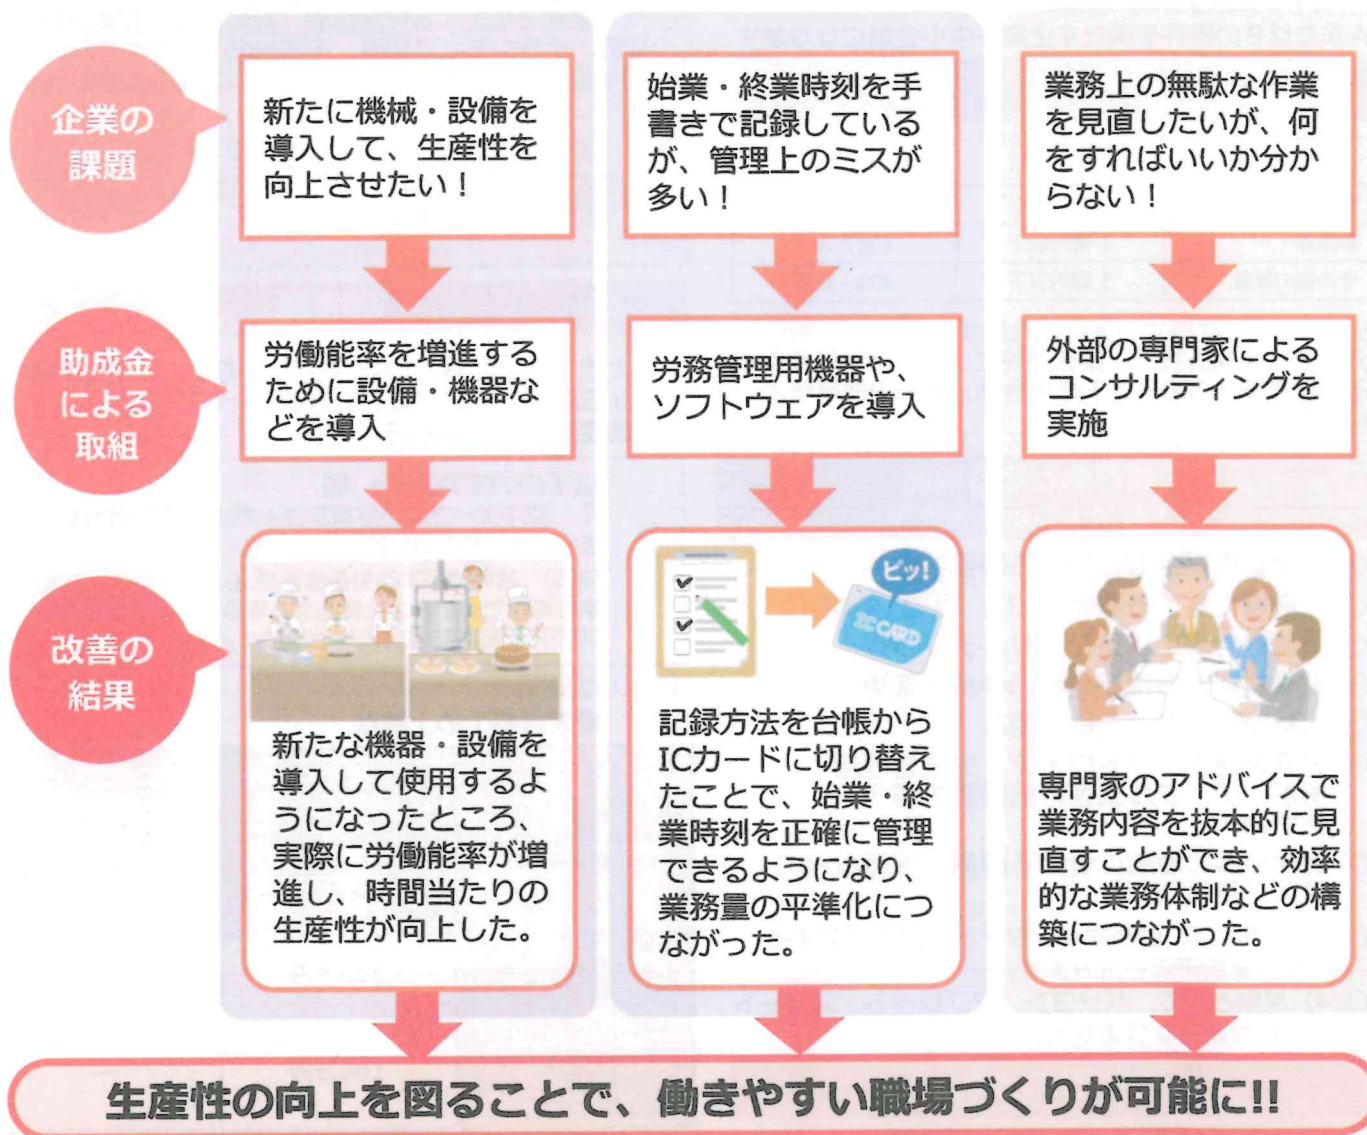 企業の
課題
新たに機械・設備を
導入して、生産性を
向上させたい！
始業・終業時刻を手
書きで記録している
が、管理上のミスが
多い！
業務上の無駄な作業
を見直したいが、何
をすればいいか分か
らない！
助成金
による
取組
労働能率を増進する
ために設備・機器な
どを導入
労務管理用機器や、
ソフトウェアを導入
外部の専門家による
コンサルティングを
実施
改善の
結果
新たな機器・設備を
導入して使用するよ
うになったところ、
実際に労働能率が増
進し、時間当たりの
生産性が向上した。
ピッ!
IC CARD
記録方法を台帳から
ICカードに切り替え
たことで、始業・終
業時刻を正確に管理
できるようになり、
業務量の平準化につ
ながった。
専門家のアドバイスで
業務内容を抜本的に見
直すことができ、効率
的な業務体制などの構
築につながった。
生産性の向上を図ることで、働きやすい職場づくりが可能に!!